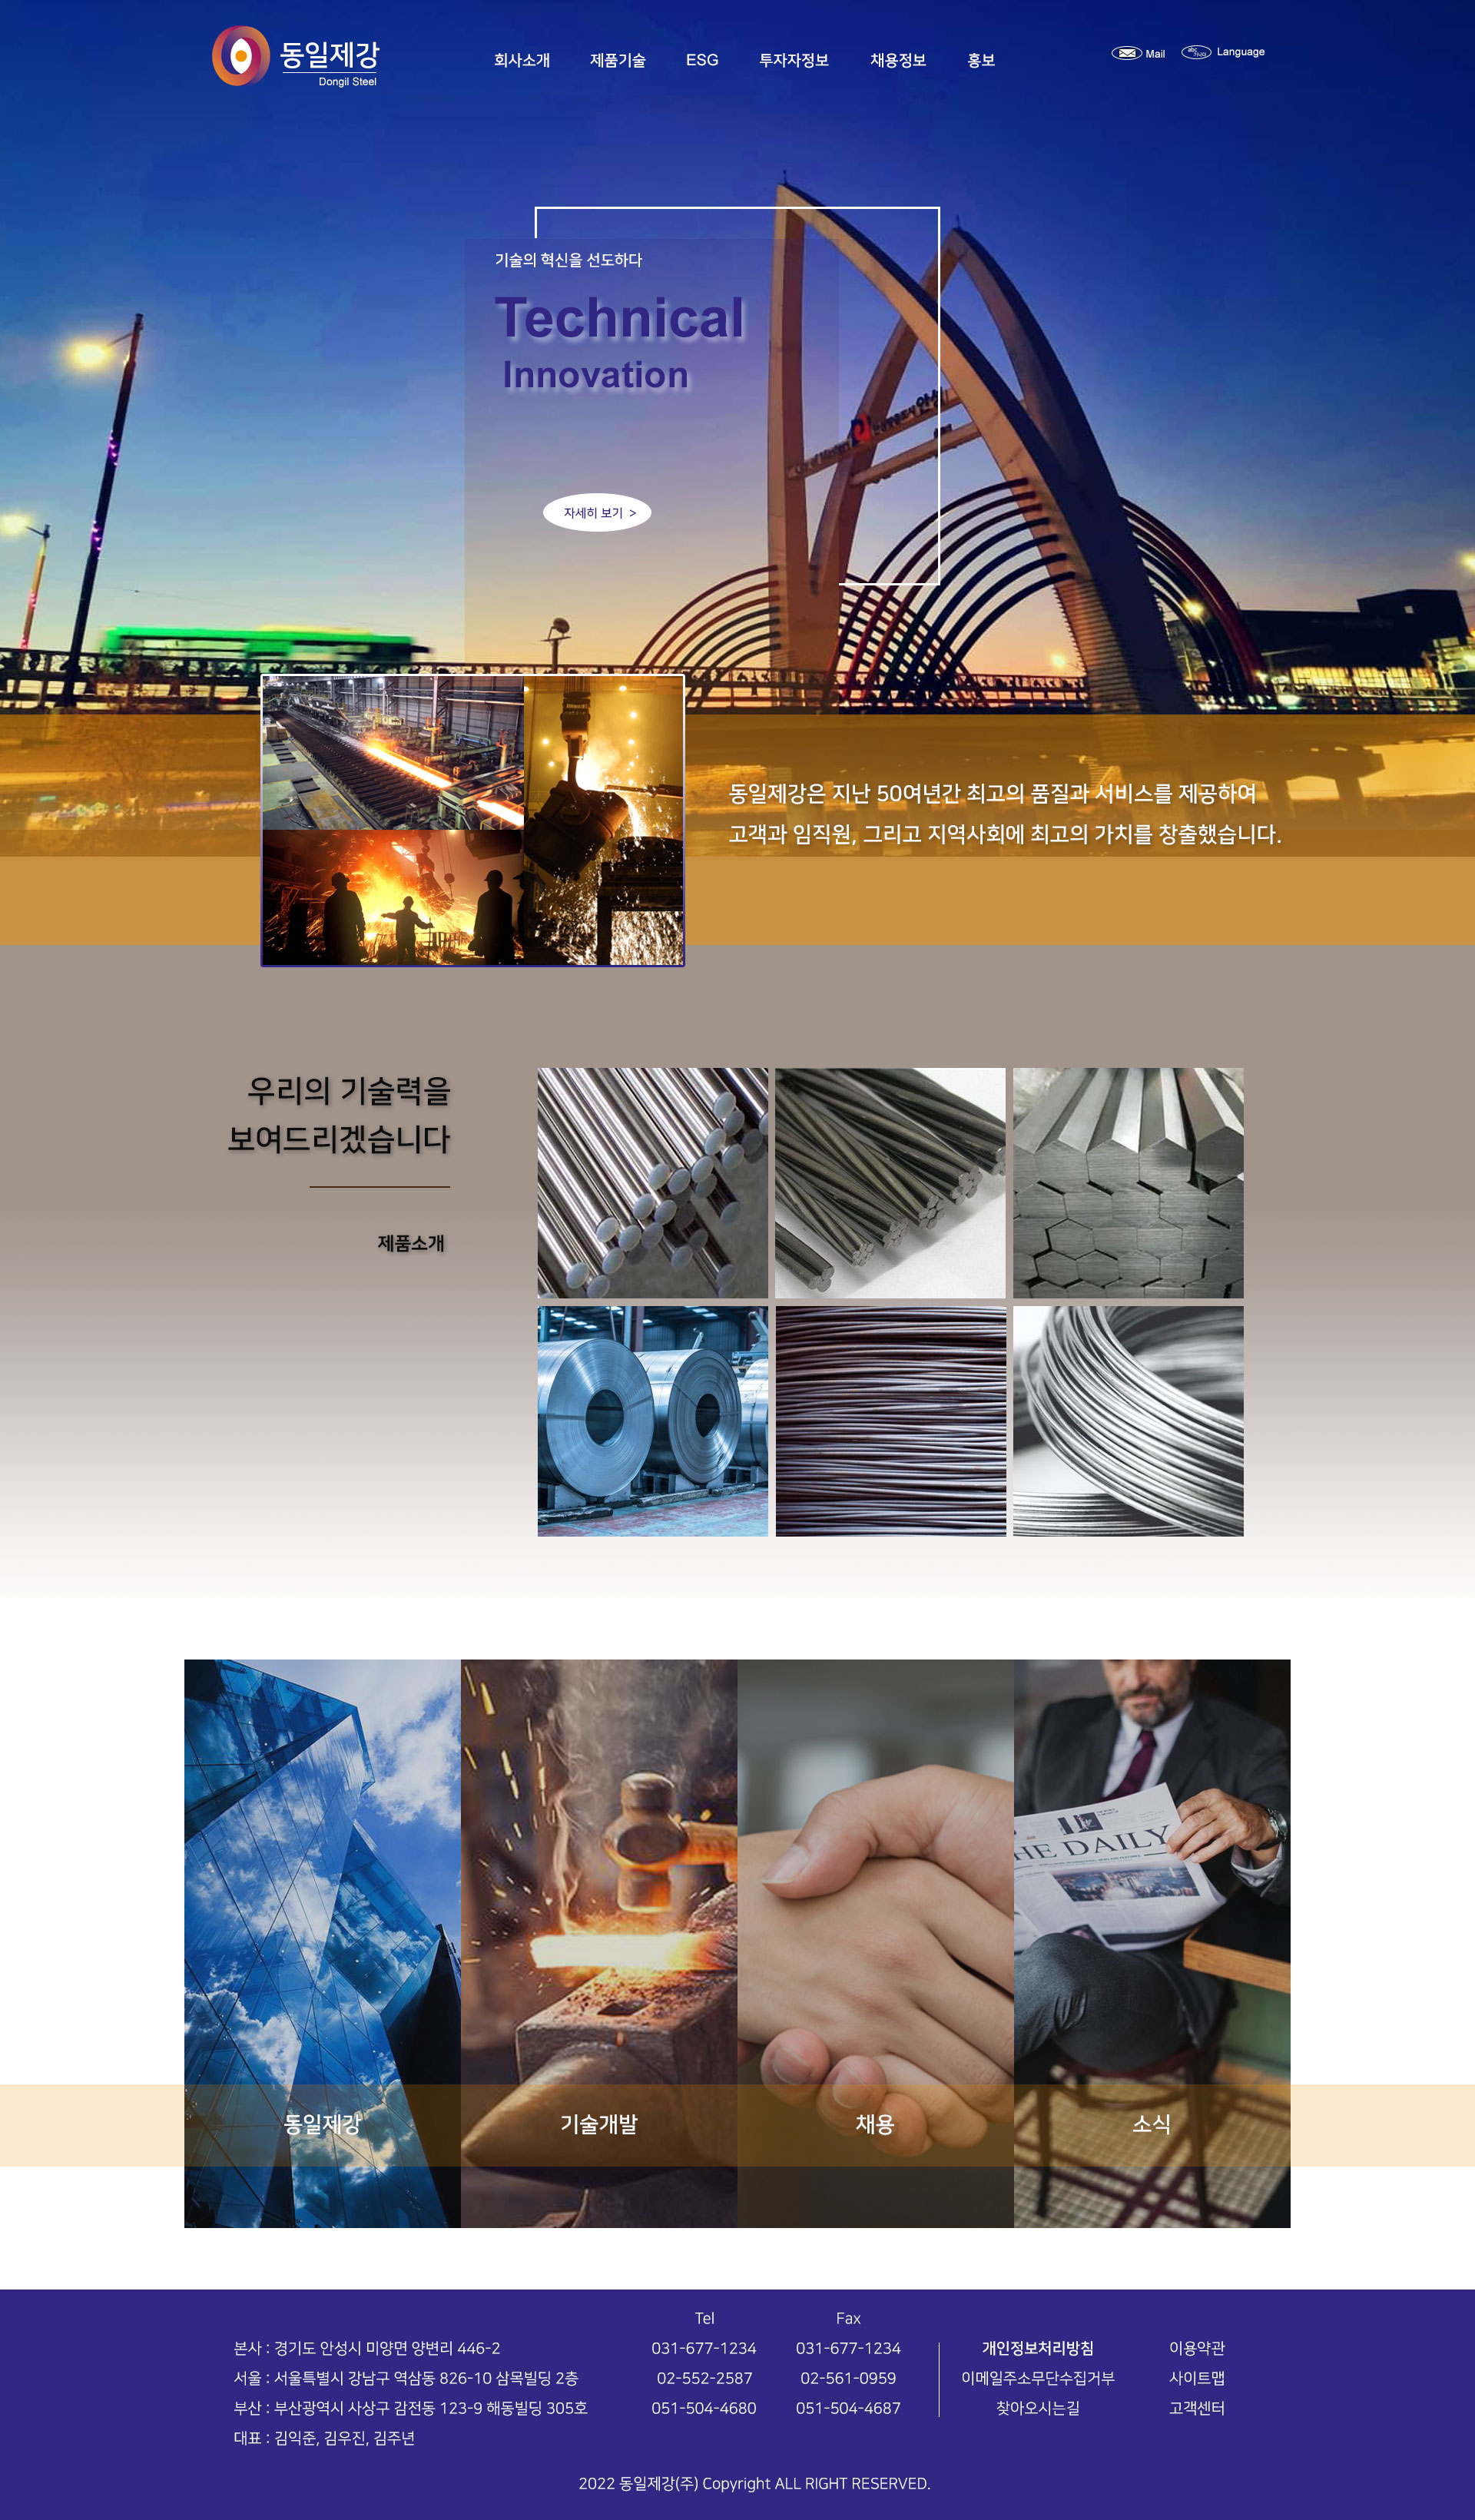 동일제강
Dongil Steel
회사소개 제품기술 ESG 투자자정보 채용정보 홍보
Mail
Language
기술의 혁신을 선도하다
Technical
Innovation
자세히 보기 >
동일제강은 지난 50여년간 최고의 품질과 서비스를 제공하여
고객과 임직원, 그리고 지역사회에 최고의 가치를 창출했습니다.
우리의 기술력을
보여드리겠습니다
제품소개
HE DAILY
동일제강 기술개발 채용 소식
Tel Fax
본사 : 경기도 안성시 미양면 양변리 446-2 031-677-1234 031-677-1234 개인정보처리방침 이용약관
서울 : 서울특별시 강남구 역삼동 826-10 삼목빌딩 2층 02-552-2587 02-561-0959 이메일주소무단수집거부 사이트맵
부산 : 부산광역시 사상구 감전동 123-9 해동빌딩 305호 051-504-4680 051-504-4687 찾아오시는길 고객센터
대표 : 김익준, 김우진, 김주년
2022 동일제강(주) Copyright ALL RIGHT RESERVED.